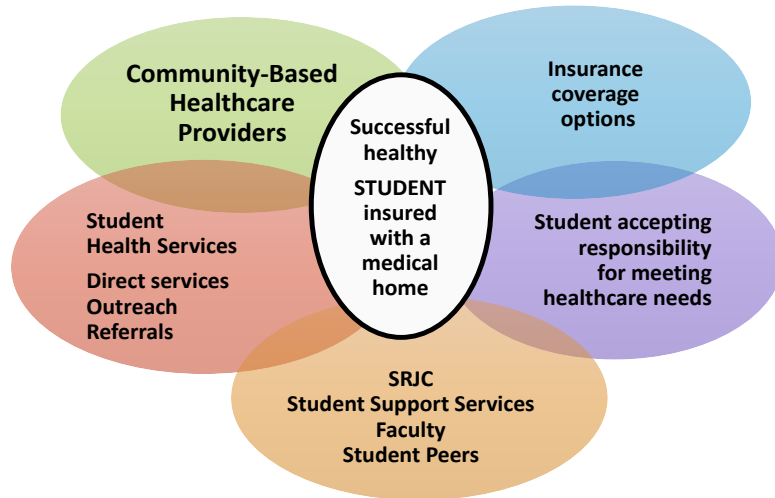 Community-Based
Healthcare
Providers
Insurance
coverage
options
Successful
healthy
STUDENT
insured
with a
medical
home
Student
Health Services
Direct services
Outreach
Referrals
Student accepting
responsibility
for meeting
healthcare needs
SRJC
Student Support Services
Faculty
Student Peers